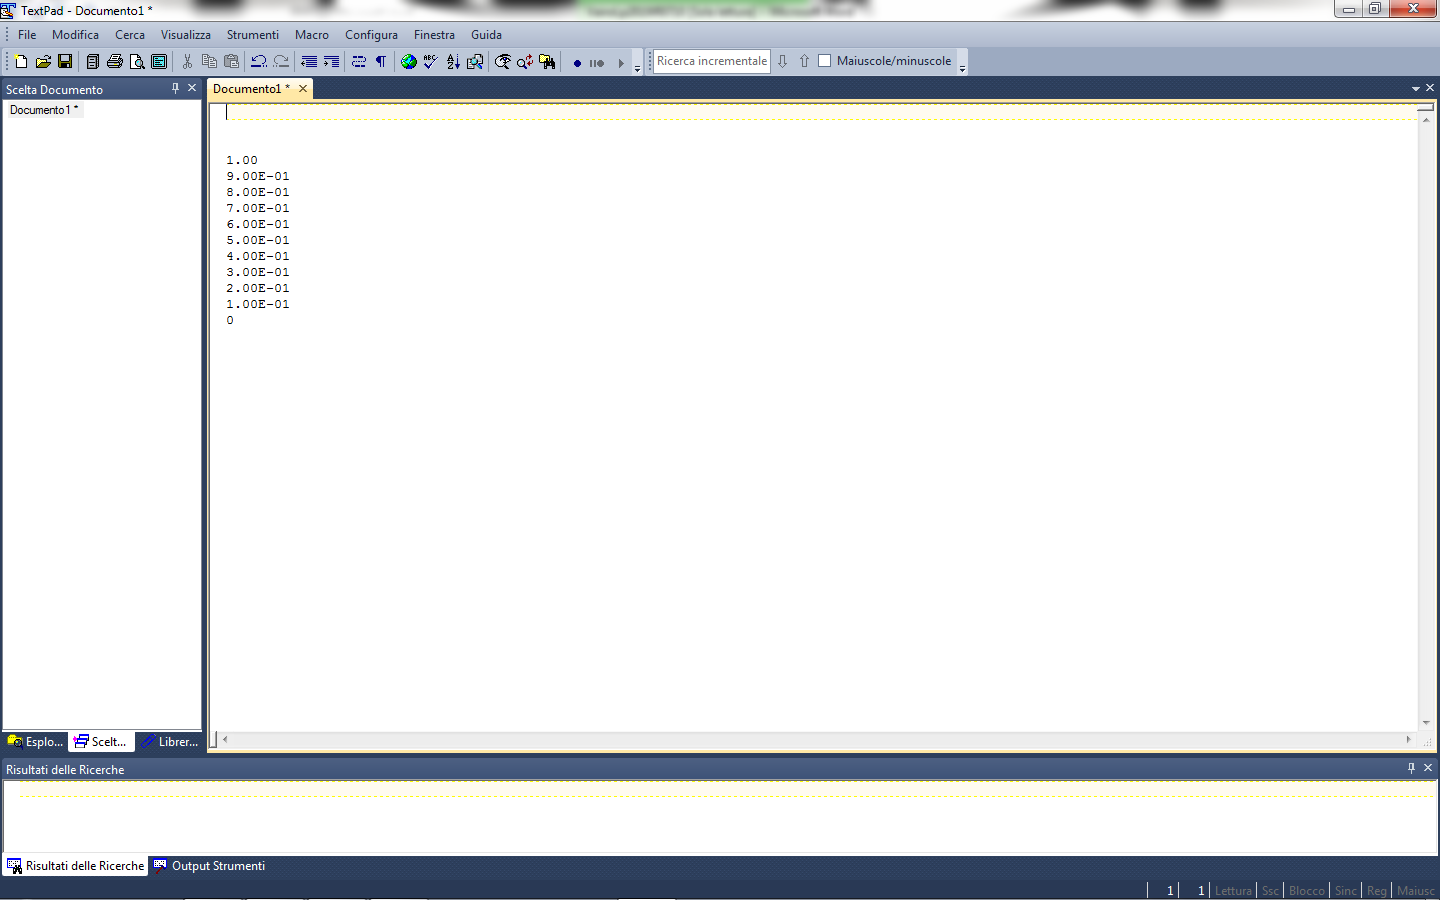 TextPad - Documento1 *
File Modifica Cerca Visualizza Strumenti Macro Configura Finestra Guida
Ricerca incrementale Maiuscole/minuscole
Scelta Documento
Documento1 *
Documento1 *
1.00
9.00E-01
8.00E-01
7.00E-01
6.00E-01
5.00E-01
4.00E-01
3.00E-01
2.00E-01
1.00E-01
0
Esplo... Scelt... Librer...
Risultati delle Ricerche
Risultati delle Ricerche Output Strumenti
1 1 Lettura Ssc Blocco Sinc Reg Maiusc